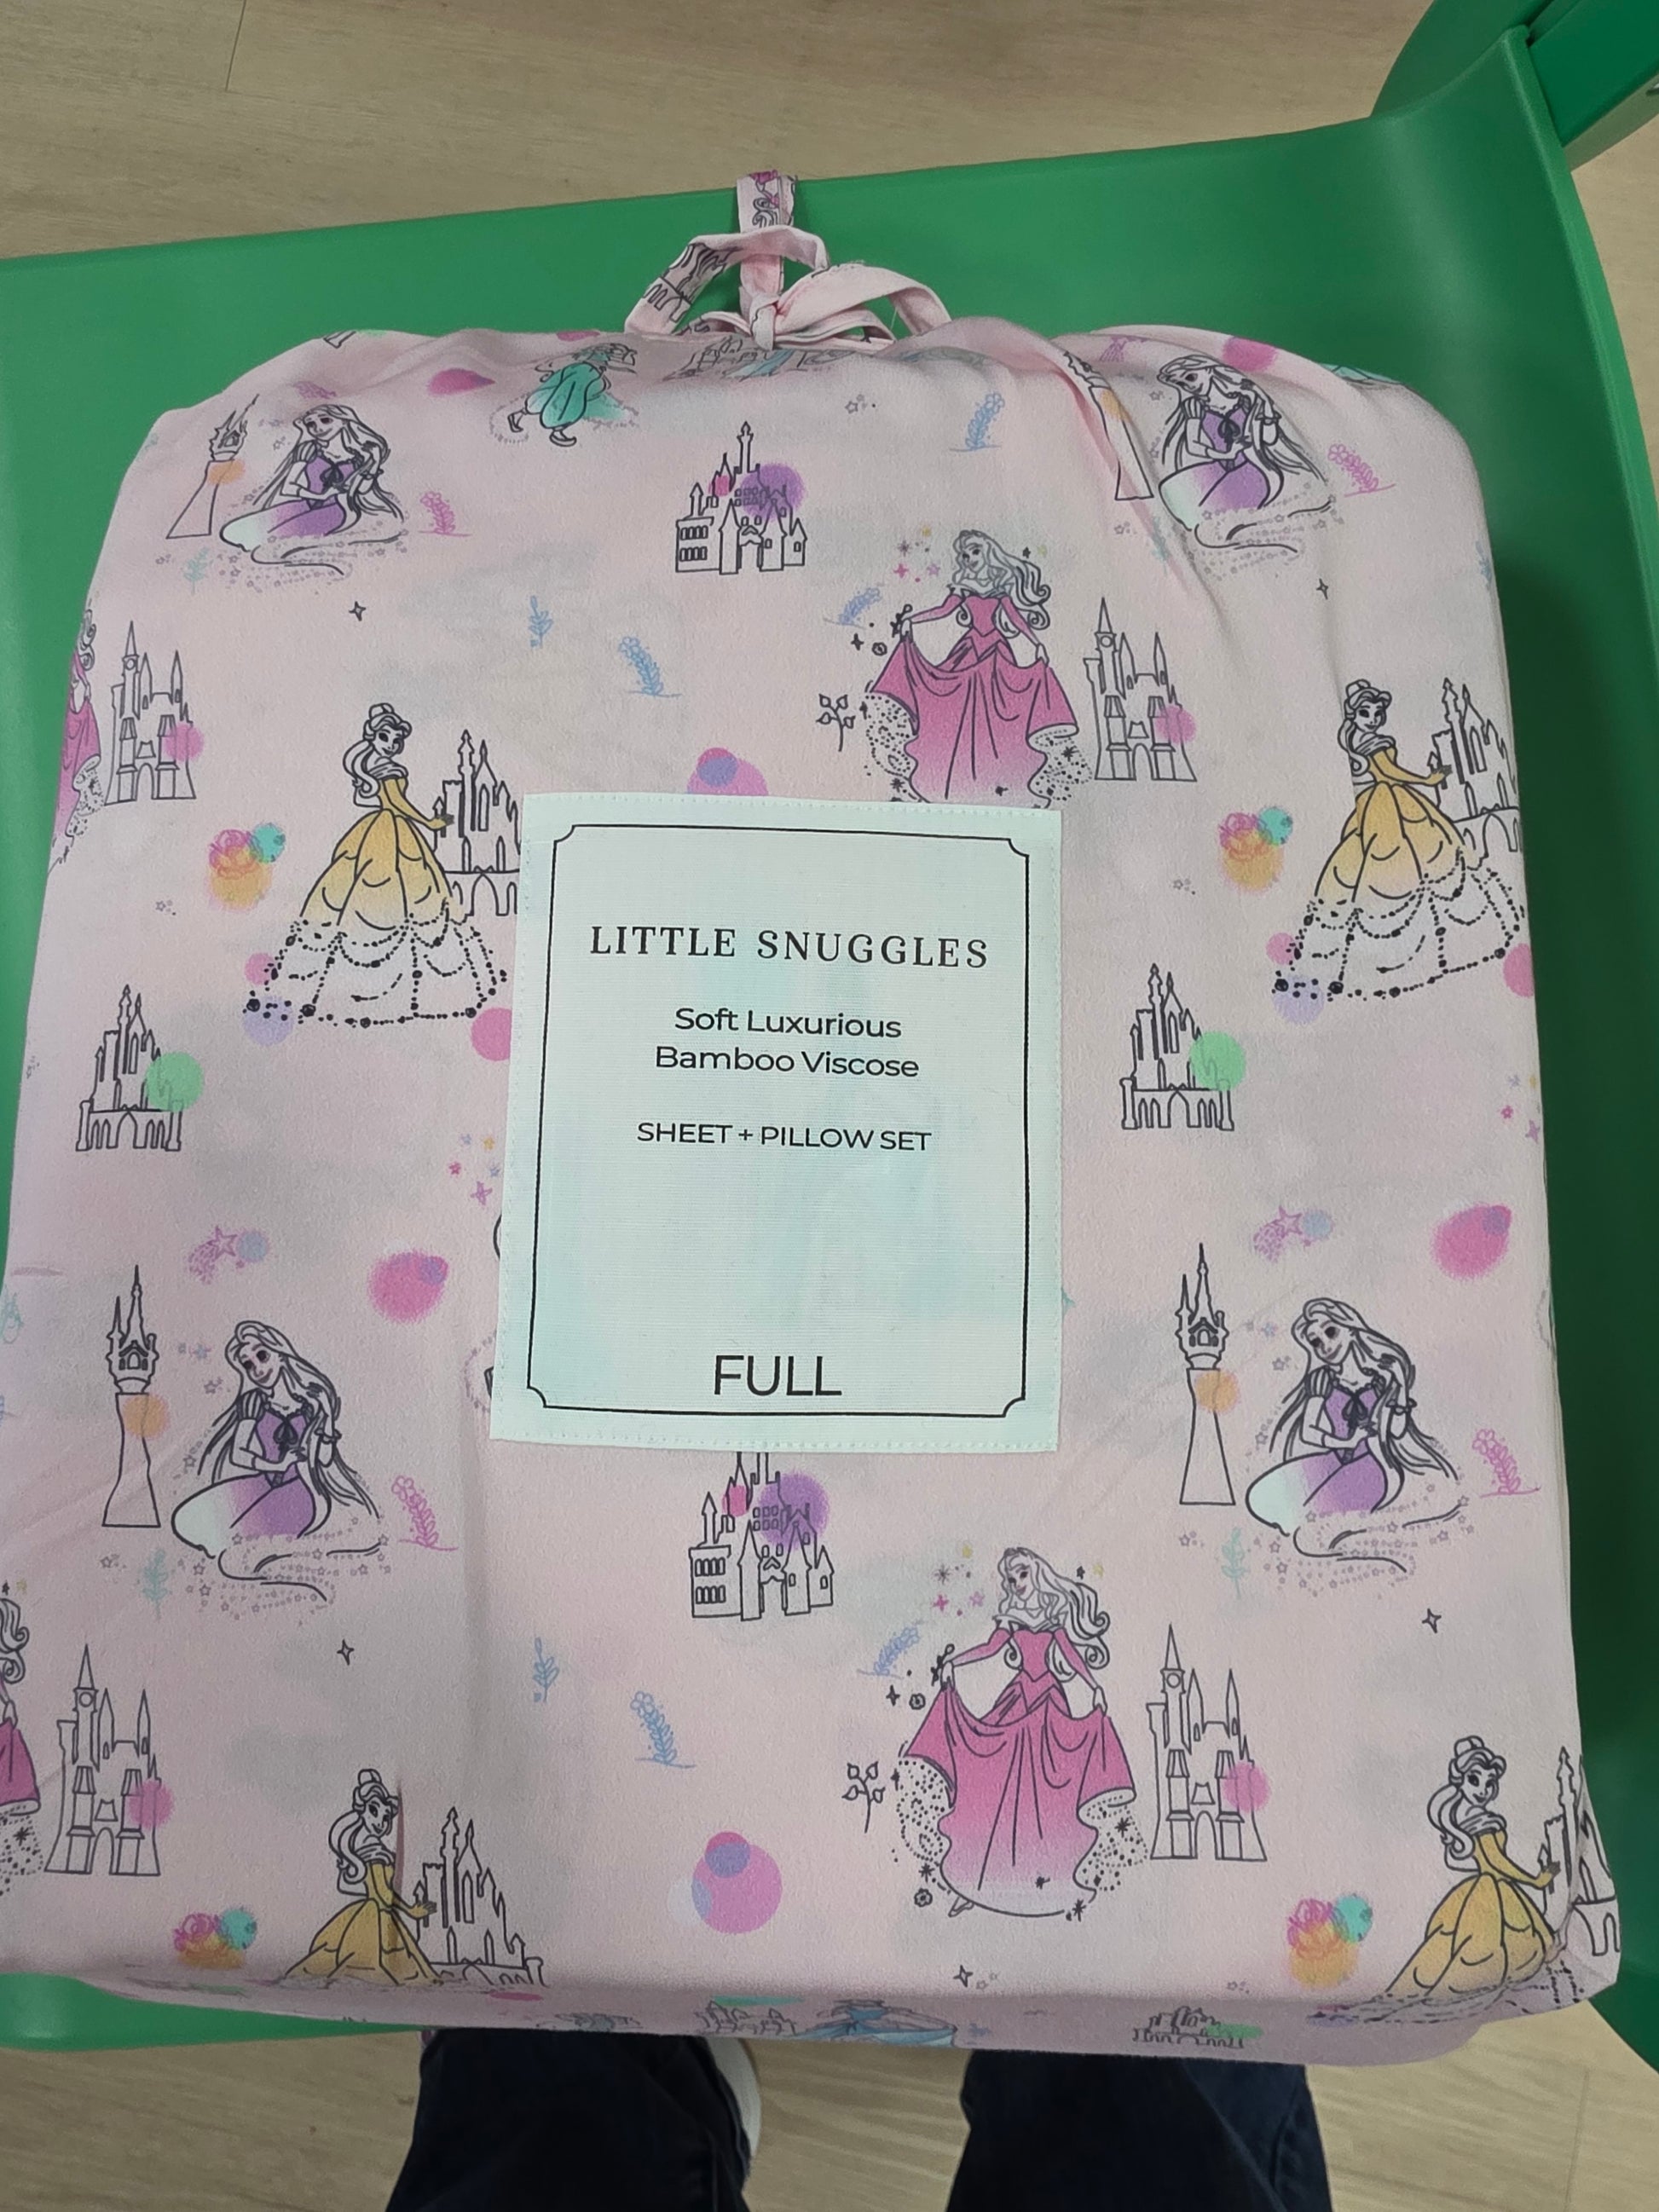 LITTLE SNUGGLES
Soft Luxurious
Bamboo Viscose
SHEET + PILLOW SET
FULL